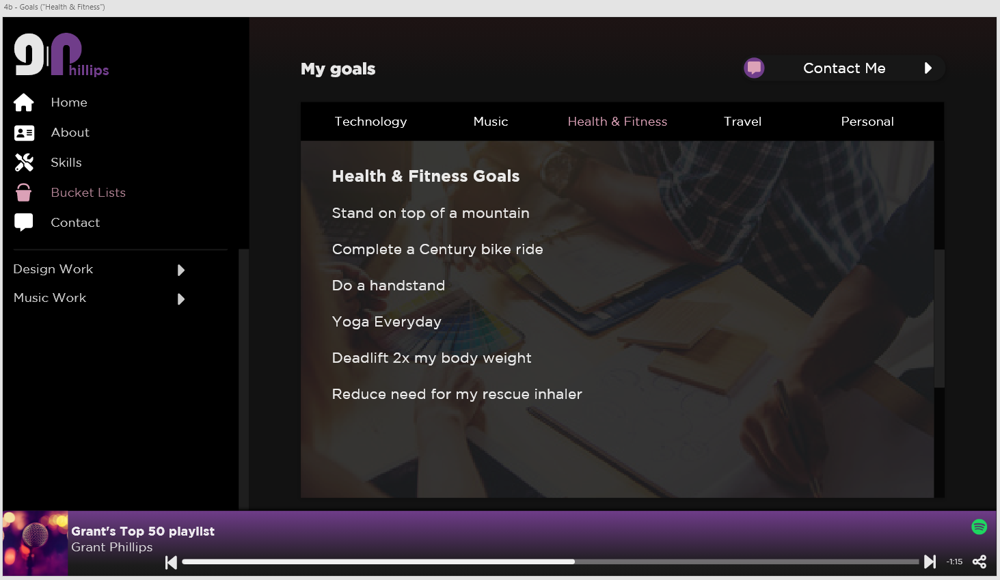 4b - Goals ("Health & Fitness")
gP
hillips
Home
About
Skills
Bucket Lists
Contact
Design Work
Music Work
My goals
Contact Me
Technology Music Health & Fitness Travel Personal
Health & Fitness Goals
Stand on top of a mountain
Complete a Century bike ride
Do a handstand
Yoga Everyday
Deadlift 2x my body weight
Reduce need for my rescue inhaler
Grant's Top 50 playlist
Grant Phillips
-1:15